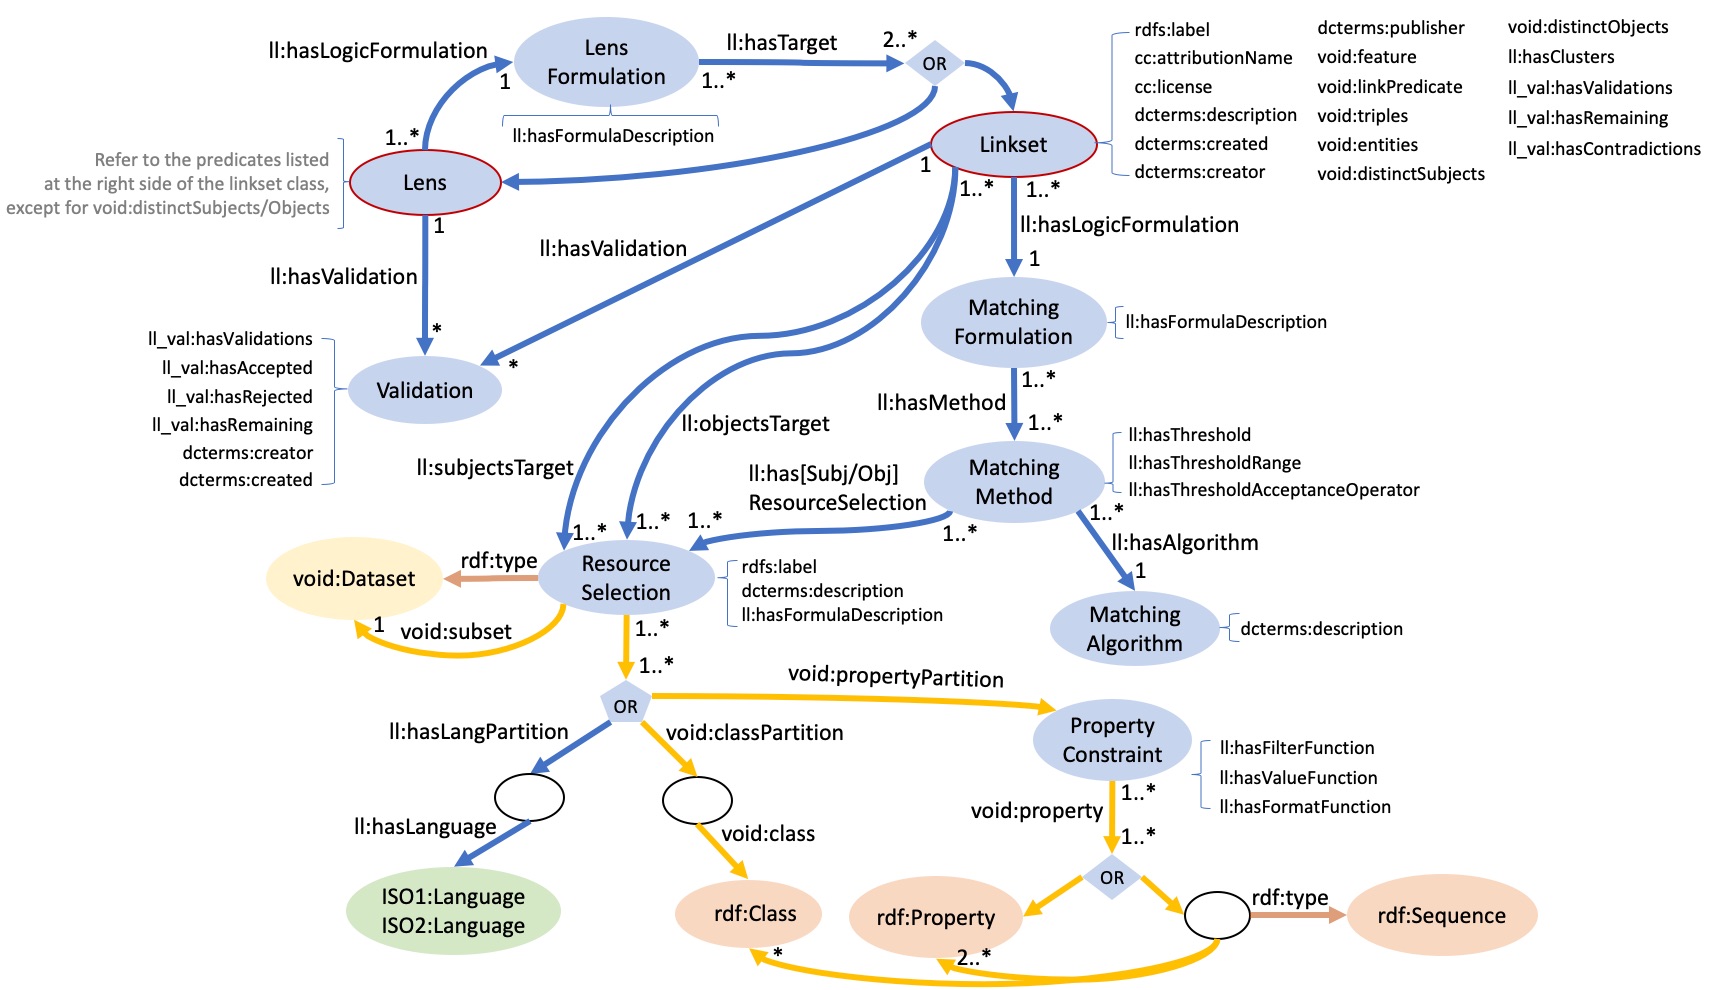 ll:hasLogicFormulation
1
1..*
Lens
Formulation
ll:hasFormulaDescription
ll:hasTarget
1..*
2..*
OR
Linkset
rdfs:label
cc:attributionName
cc:license
dcterms:description
dcterms:created
dcterms:creator
dcterms:publisher
void:feature
void:linkPredicate
void:triples
void:entities
void:distinctSubjects
void:distinctObjects
ll:hasClusters
ll_val:hasValidations
ll_val:hasRemaining
ll_val:hasContradictions
Refer to the predicates listed
at the right side of the linkset class,
except for void:distinctSubjects/Objects
Lens
1
ll:hasValidation
*
1
ll:hasValidation
*
1..*
1..*
ll:hasLogicFormulation
1
Matching
Formulation
ll:hasFormulaDescription
ll_val:hasValidations
ll_val:hasAccepted
ll_val:hasRejected
ll_val:hasRemaining
dcterms:creator
dcterms:created
Validation
1..*
ll:hasMethod
1..*
ll:objectsTarget
ll:subjectsTarget
ll:has[Subj/Obj]
ResourceSelection
Matching
Method
ll:hasThreshold
ll:hasThresholdRange
ll:hasThresholdAcceptanceOperator
1..*
1..*
1..*
1..*
1..*
ll:hasAlgorithm
1
Matching
Algorithm
dcterms:description
void:Dataset
rdf:type
Resource
Selection
rdfs:label
dcterms:description
ll:hasFormulaDescription
1
void:subset
1..*
1..*
OR
void:propertyPartition
ll:hasLangPartition
void:classPartition
Property
Constraint
ll:hasFilterFunction
ll:hasValueFunction
ll:hasFormatFunction
1..*
void:property
1..*
ll:hasLanguage
void:class
OR
ISO1:Language
ISO2:Language
rdf:Class
rdf:Property
rdf:type
rdf:Sequence
*
2..*